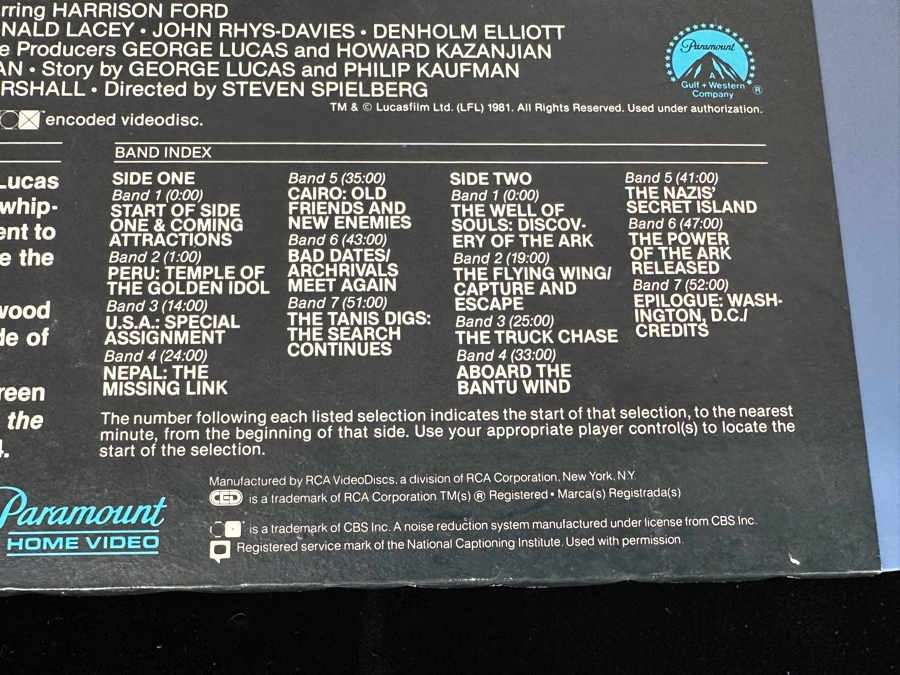 rring HARRISON FORD
NALD LACEY • JOHN RHYS-DAVIES • DENHOLM ELLIOTT
e Producers GEORGE LUCAS and HOWARD KAZANJIAN
AN • Story by GEORGE LUCAS and PHILIP KAUFMAN
RSHALL • Directed by STEVEN SPIELBERG
TM & © Lucasfilm Ltd. (LFL) 1981. All Rights Reserved. Used under authorization.
Paramount
A
Gulf + Western
Company
®
encoded videodisc.
Lucas
whip-
ent to
e the
wood
de of
reen
the
4.
BAND INDEX
SIDE ONE
Band 1 (0:00)
START OF SIDE
ONE & COMING
ATTRACTIONS
Band 2 (1:00)
PERU: TEMPLE OF
THE GOLDEN IDOL
Band 3 (14:00)
U.S.A.: SPECIAL
ASSIGNMENT
Band 4 (24:00)
NEPAL: THE
MISSING LINK
Band 5 (35:00)
CAIRO: OLD
FRIENDS AND
NEW ENEMIES
Band 6 (43:00)
BAD DATES/
ARCHRIVALS
MEET AGAIN
Band 7 (51:00)
THE TANIS DIGS:
THE SEARCH
CONTINUES
SIDE TWO
Band 1 (0:00)
THE WELL OF
SOULS: DISCOV-
ERY OF THE ARK
Band 2 (19:00)
THE FLYING WING/
CAPTURE AND
ESCAPE
Band 3 (25:00)
THE TRUCK CHASE
Band 4 (33:00)
ABOARD THE
BANTU WIND
Band 5 (41:00)
THE NAZIS'
SECRET ISLAND
Band 6 (47:00)
THE POWER
OF THE ARK
RELEASED
Band 7 (52:00)
EPILOGUE: WASH-
INGTON, D.C./
CREDITS
The number following each listed selection indicates the start of that selection, to the nearest
minute, from the beginning of that side. Use your appropriate player control(s) to locate the
start of the selection.
Paramount
HOME VIDEO
Manufactured by RCA VideoDiscs, a division of RCA Corporation, New York, N.Y.
CED is a trademark of RCA Corporation TM(s) ® Registered • Marca(s) Registrada(s)
is a trademark of CBS Inc. A noise reduction system manufactured under license from CBS Inc.
Registered service mark of the National Captioning Institute. Used with permission.